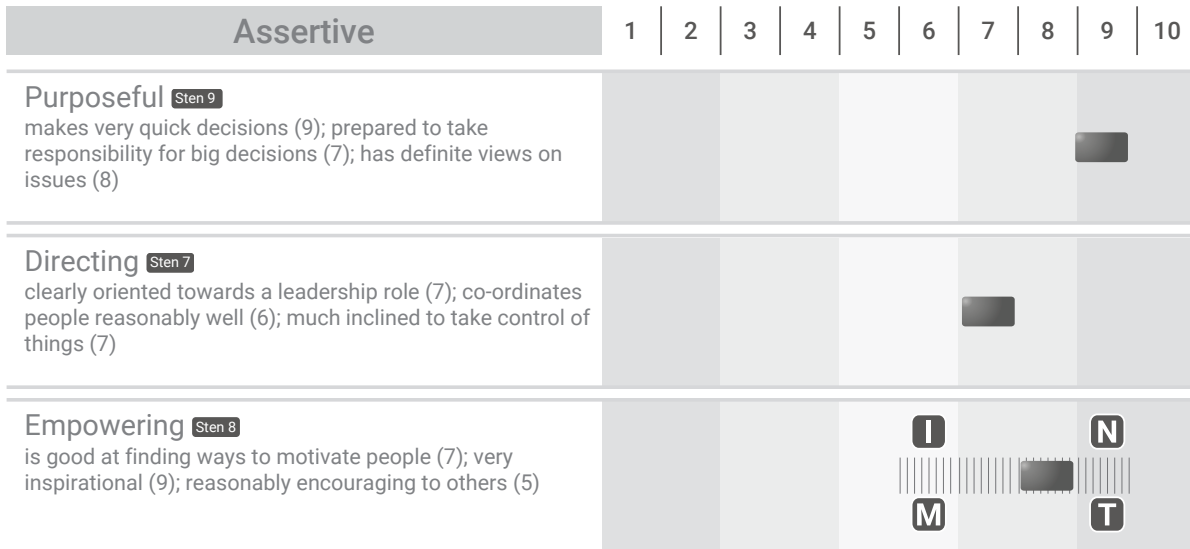 Assertive 1 2 3 4 5 6 7 8 9 10
Purposeful Sten 9
makes very quick decisions (9); prepared to take
responsibility for big decisions (7); has definite views on
issues (8)
Directing Sten 7
clearly oriented towards a leadership role (7); co-ordinates
people reasonably well (6); much inclined to take control of
things (7)
Empowering Sten 8
is good at finding ways to motivate people (7); very
inspirational (9); reasonably encouraging to others (5)
I N
M T